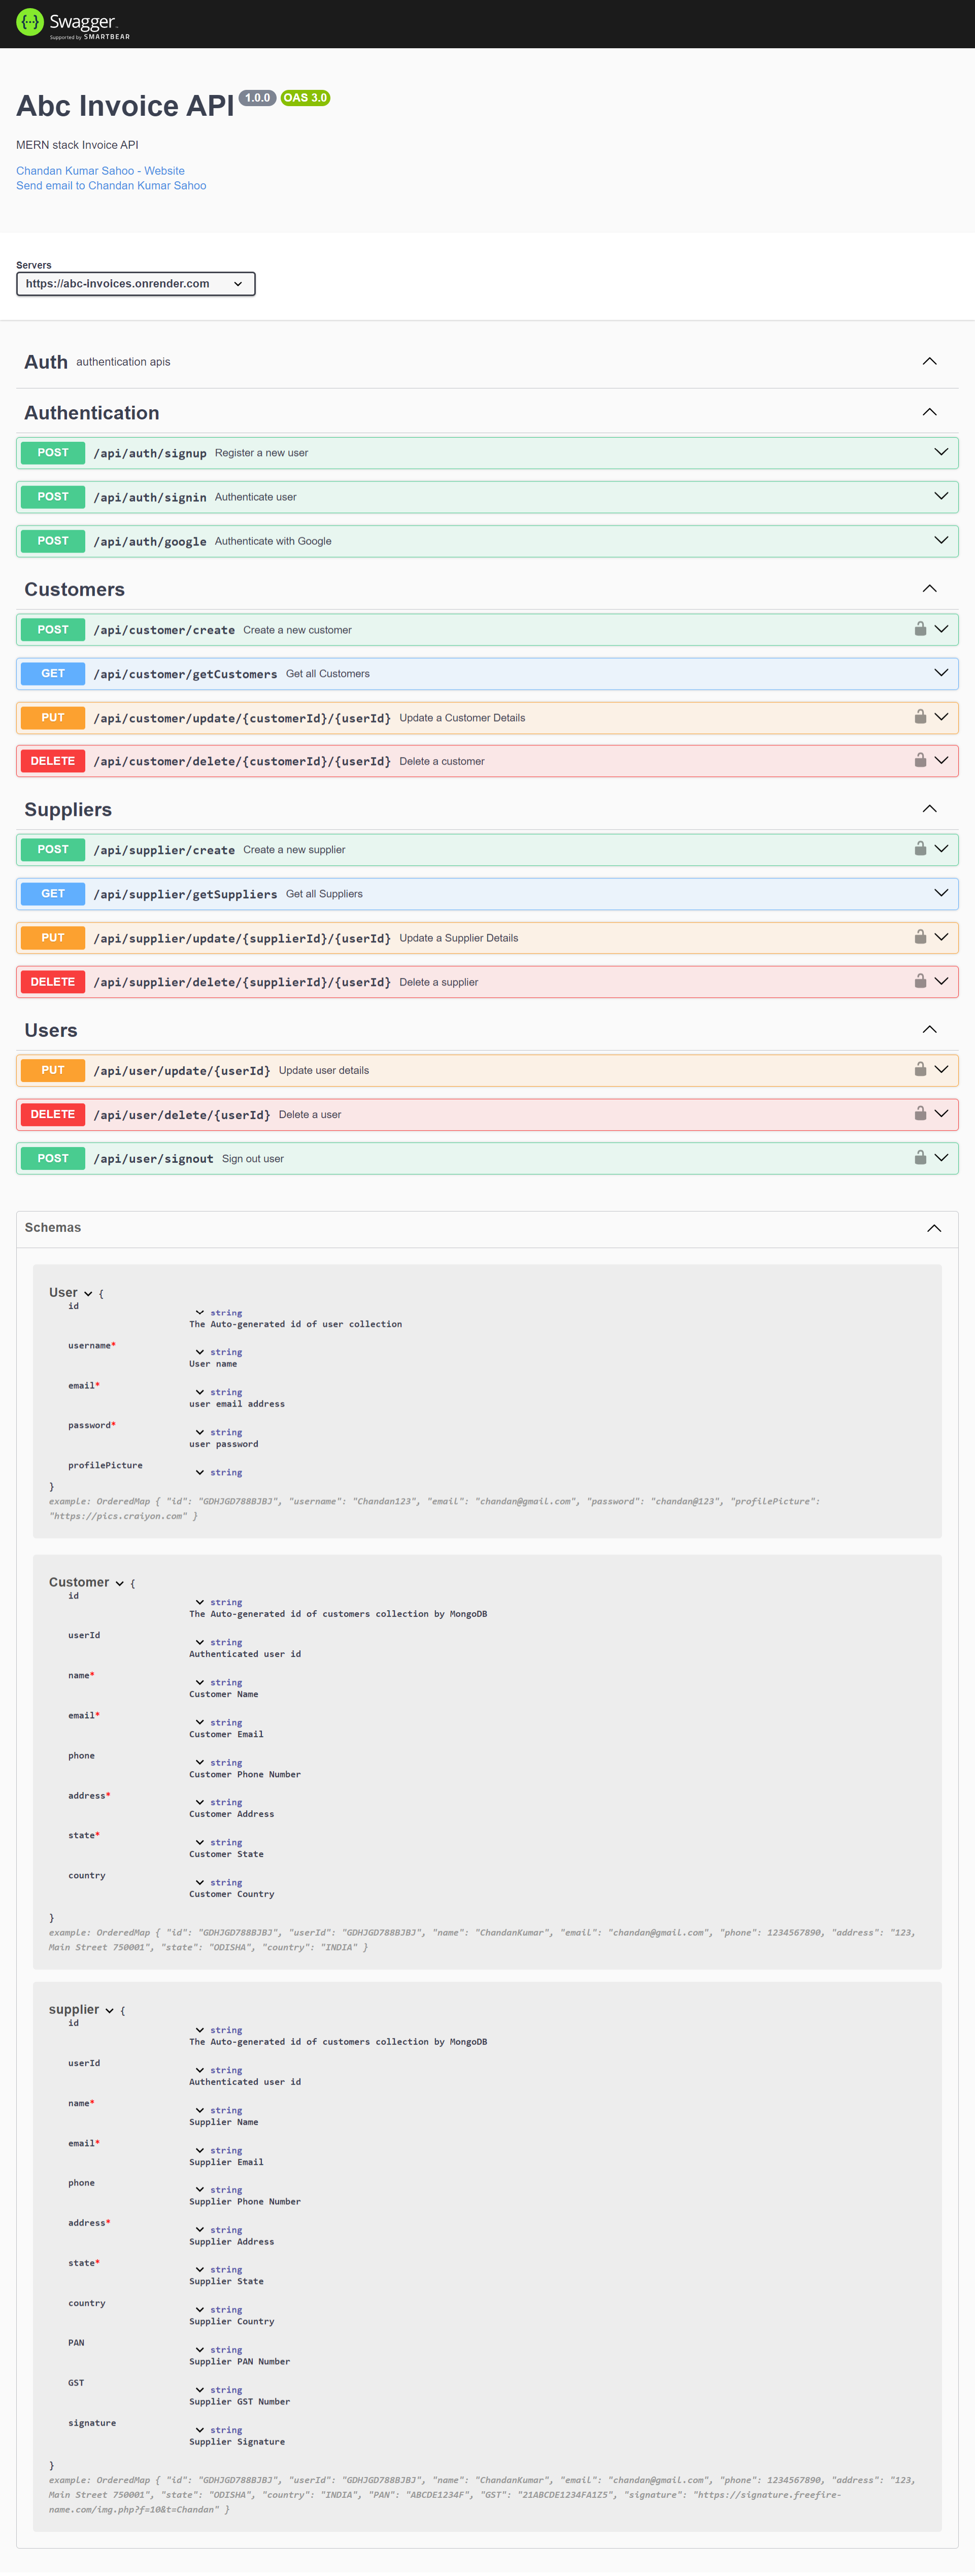 Swagger
Supported by SMARTBEAR
Abc Invoice API 1.0.0 OAS 3.0
MERN stack Invoice API
Chandan Kumar Sahoo - Website
Send email to Chandan Kumar Sahoo
Servers
https://abc-invoices.onrender.com
Auth authentication apis
Authentication
POST /api/auth/signup Register a new user
POST /api/auth/signin Authenticate user
POST /api/auth/google Authenticate with Google
Customers
POST /api/customer/create Create a new customer
GET /api/customer/getCustomers Get all Customers
PUT /api/customer/update/{customerId}/{userId} Update a Customer Details
DELETE /api/customer/delete/{customerId}/{userId} Delete a customer
Suppliers
POST /api/supplier/create Create a new supplier
GET /api/supplier/getSuppliers Get all Suppliers
PUT /api/supplier/update/{supplierId}/{userId} Update a Supplier Details
DELETE /api/supplier/delete/{supplierId}/{userId} Delete a supplier
Users
PUT /api/user/update/{userId} Update user details
DELETE /api/user/delete/{userId} Delete a user
POST /api/user/signout Sign out user
Schemas
User {
id
string
The Auto-generated id of user collection
username*
string
User name
email*
string
user email address
password*
string
user password
profilePicture
string
}
example: OrderedMap { "id": "GDHJGD788BJBJ", "username": "Chandan123", "email": "chandan@gmail.com", "password": "chandan@123", "profilePicture":
"https://pics.craiyon.com" }
Customer {
id
string
The Auto-generated id of customers collection by MongoDB
userId
string
Authenticated user id
name*
string
Customer Name
email*
string
Customer Email
phone
string
Customer Phone Number
address*
string
Customer Address
state*
string
Customer State
country
string
Customer Country
}
example: OrderedMap { "id": "GDHJGD788BJBJ", "userId": "GDHJGD788BJBJ", "name": "ChandanKumar", "email": "chandan@gmail.com", "phone": 1234567890, "address": "123,
Main Street 750001", "state": "ODISHA", "country": "INDIA" }
supplier {
id
string
The Auto-generated id of customers collection by MongoDB
userId
string
Authenticated user id
name*
string
Supplier Name
email*
string
Supplier Email
phone
string
Supplier Phone Number
address*
string
Supplier Address
state*
string
Supplier State
country
string
Supplier Country
PAN
string
Supplier PAN Number
GST
string
Supplier GST Number
signature
string
Supplier Signature
}
example: OrderedMap { "id": "GDHJGD788BJBJ", "userId": "GDHJGD788BJBJ", "name": "ChandanKumar", "email": "chandan@gmail.com", "phone": 1234567890, "address": "123,
Main Street 750001", "state": "ODISHA", "country": "INDIA", "PAN": "ABCDE1234F", "GST": "21ABCDE1234FA1Z5", "signature": "https://signature.freefire-
name.com/img.php?f=10&t=Chandan" }